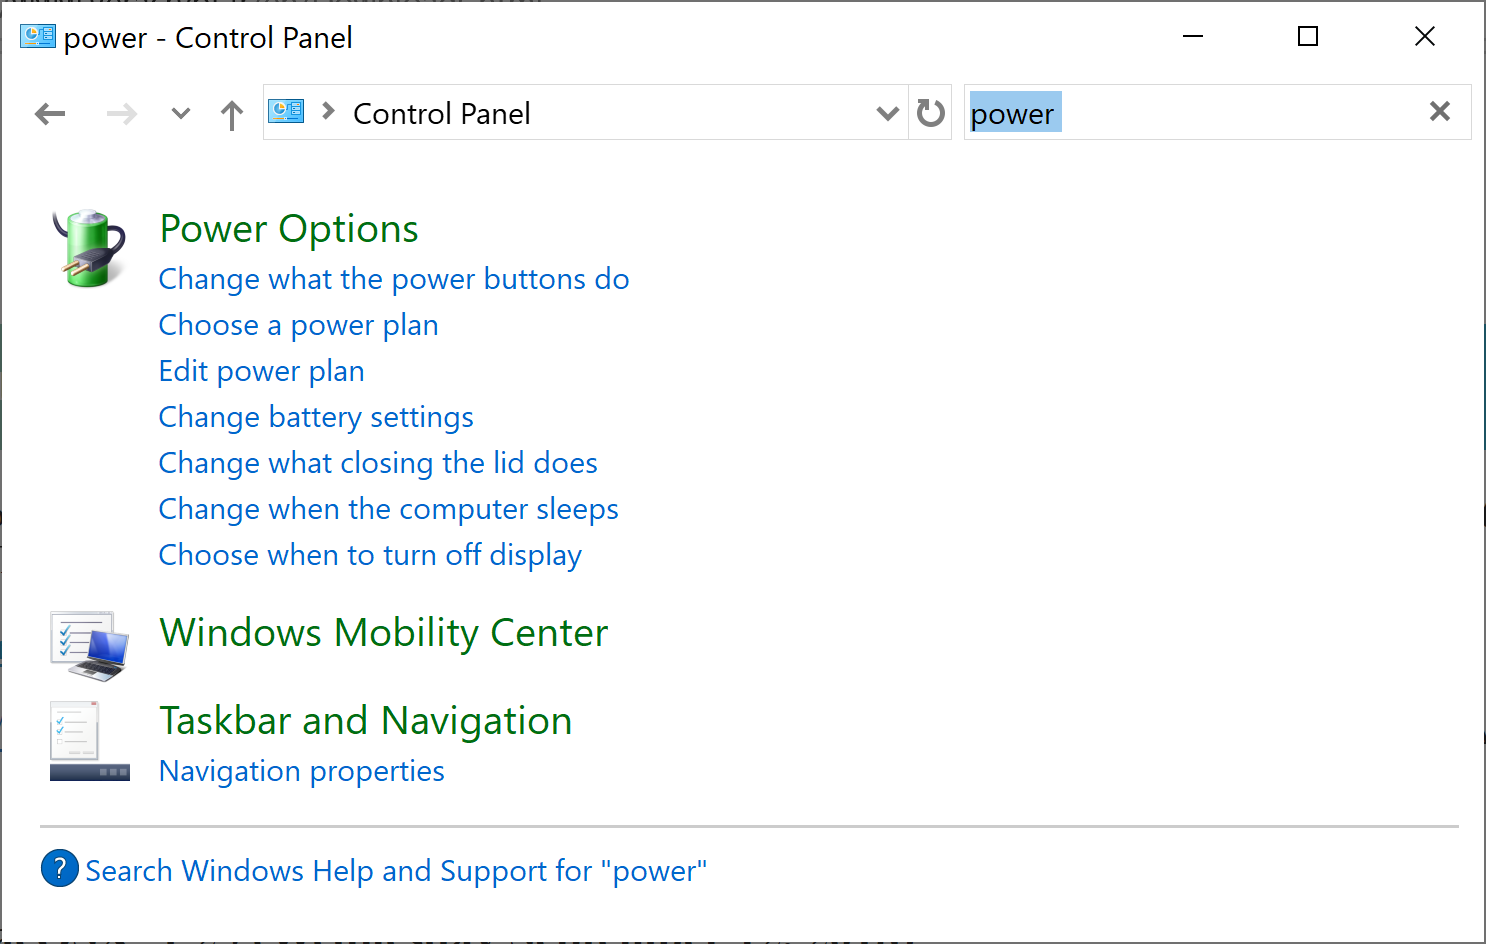 power - Control Panel
Control Panel
power
Power Options
Change what the power buttons do
Choose a power plan
Edit power plan
Change battery settings
Change what closing the lid does
Change when the computer sleeps
Choose when to turn off display
Windows Mobility Center
Taskbar and Navigation
Navigation properties
? Search Windows Help and Support for "power"